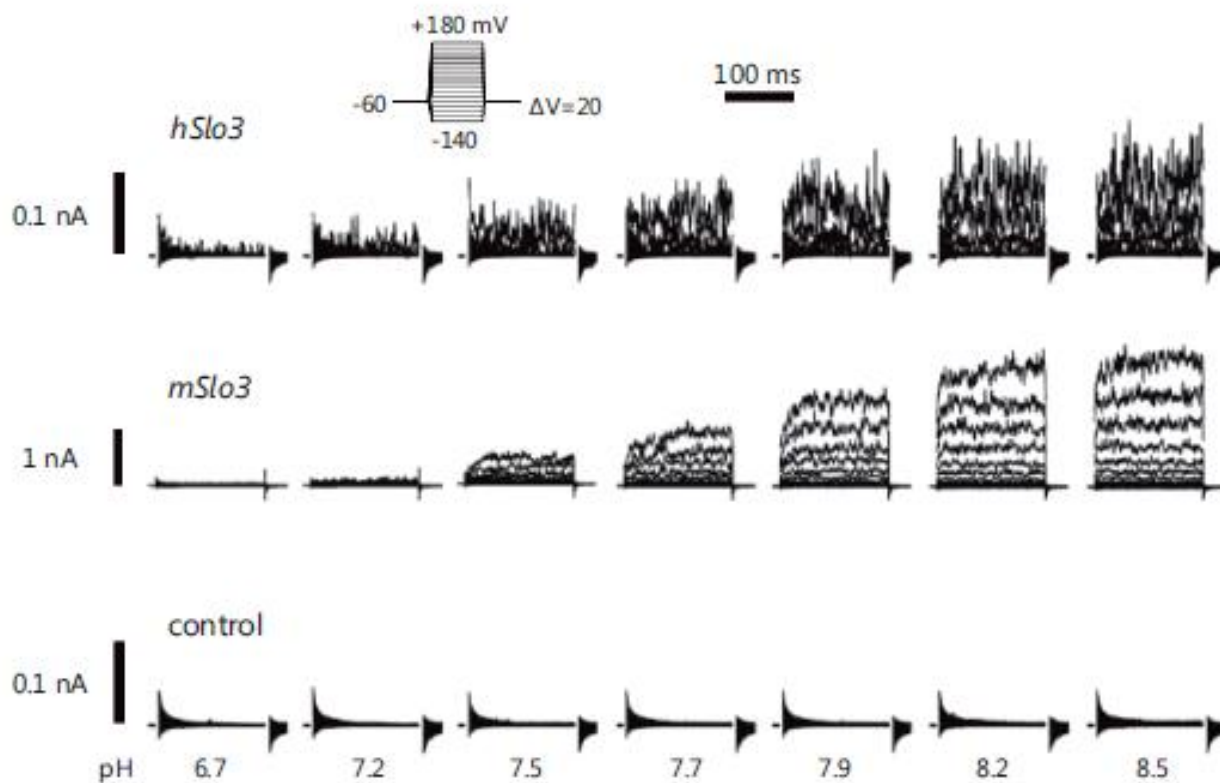 +180 mV
100 ms
-60
ΔV=20
-140
hSlo3
0.1 nA
mSlo3
1 nA
control
0.1 nA
pH 6.7 7.2 7.5 7.7 7.9 8.2 8.5